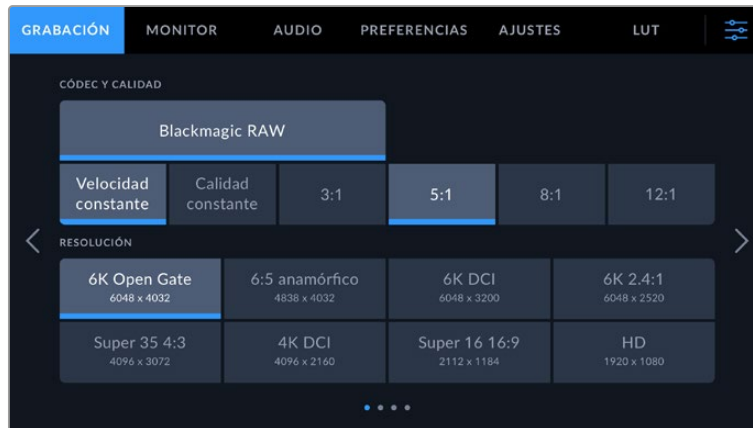 GRABACIÓN MONITOR AUDIO PREFERENCIAS AJUSTES LUT
CÓDEC Y CALIDAD
Blackmagic RAW
Velocidad constante Calidad constante 3:1 5:1 8:1 12:1
RESOLUCIÓN
6K Open Gate 6:5 anamórfico 6K DCI 6K 2.4:1
6048 x 4032 4838 x 4032 6048 x 3200 6048 x 2520
Super 35 4:3 4K DCI Super 16 16:9 HD
4096 x 3072 4096 x 2160 2112 x 1184 1920 x 1080